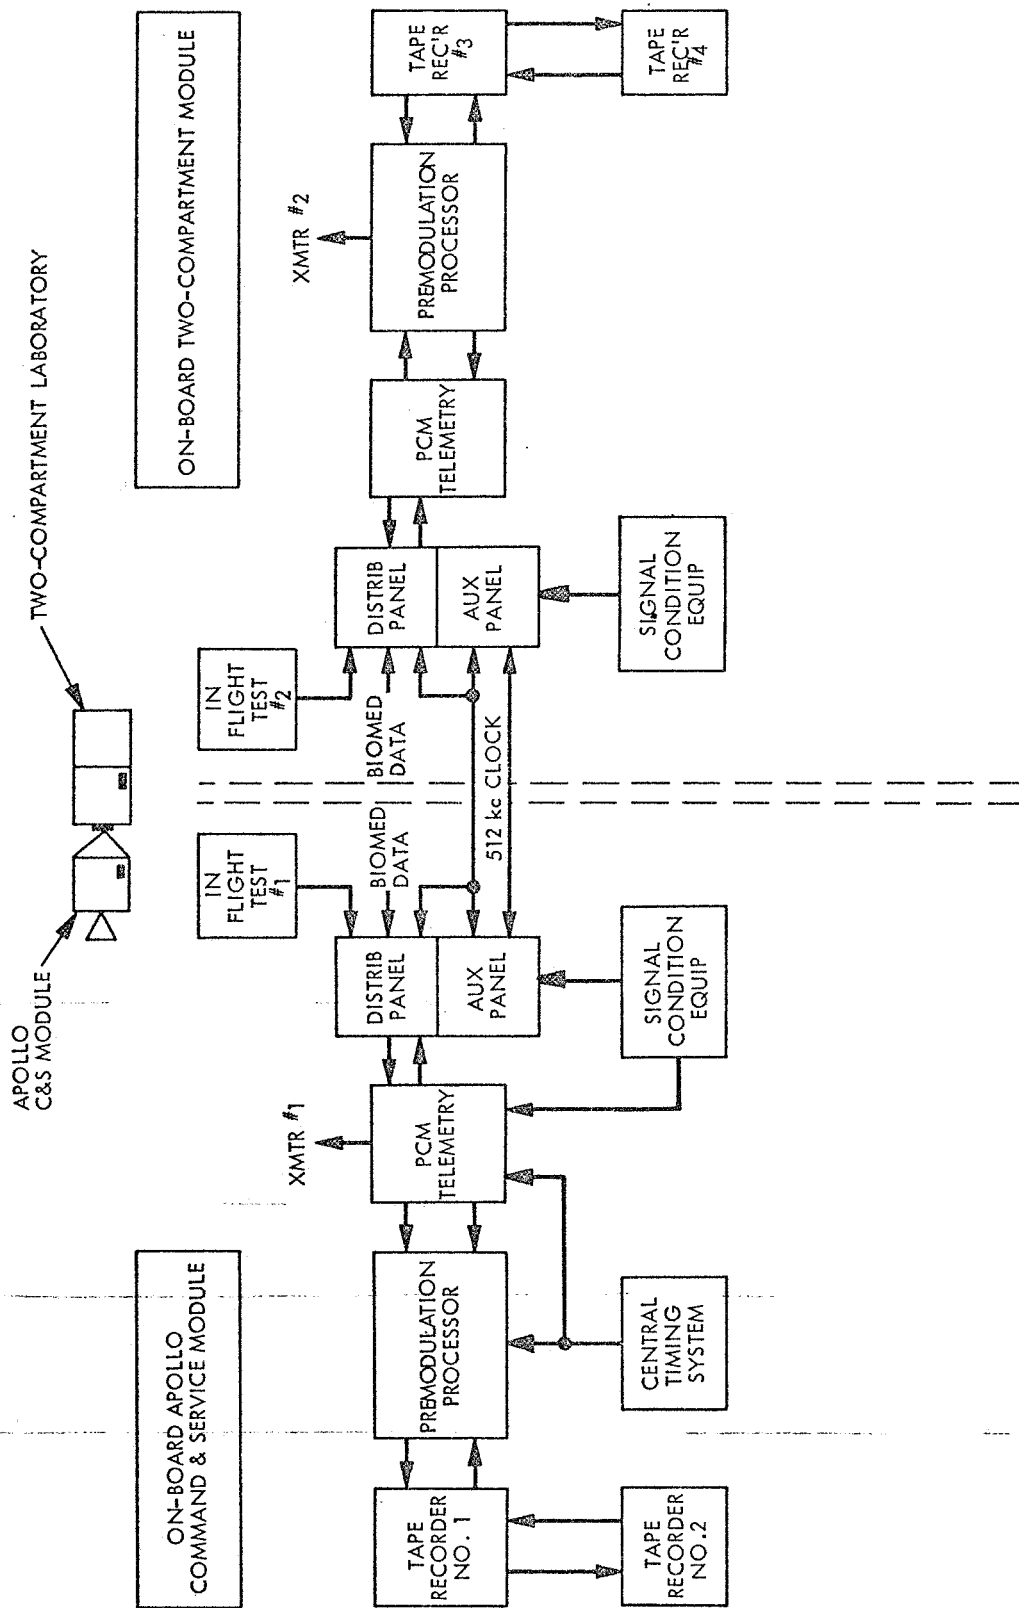 APOLLO
C&S MODULE
TWO-COMPARTMENT LABORATORY
ON-BOARD APOLLO
COMMAND & SERVICE MODULE
ON-BOARD TWO-COMPARTMENT MODULE
IN
FLIGHT
TEST
#1
IN
FLIGHT
TEST
#2
XMTR #1
XMTR #2
TAPE
RECORDER
NO. 1
PREMODULATION
PROCESSOR
PCM
TELEMETRY
DISTRIB
PANEL
AUX
PANEL
BIOMED
DATA
BIOMED
DATA
512 kc CLOCK
DISTRIB
PANEL
AUX
PANEL
PCM
TELEMETRY
PREMODULATION
PROCESSOR
TAPE
REC'R
#3
TAPE
RECORDER
NO.2
CENTRAL
TIMING
SYSTEM
SIGNAL
CONDITION
EQUIP
SIGNAL
CONDITION
EQUIP
TAPE
REC'R
#4